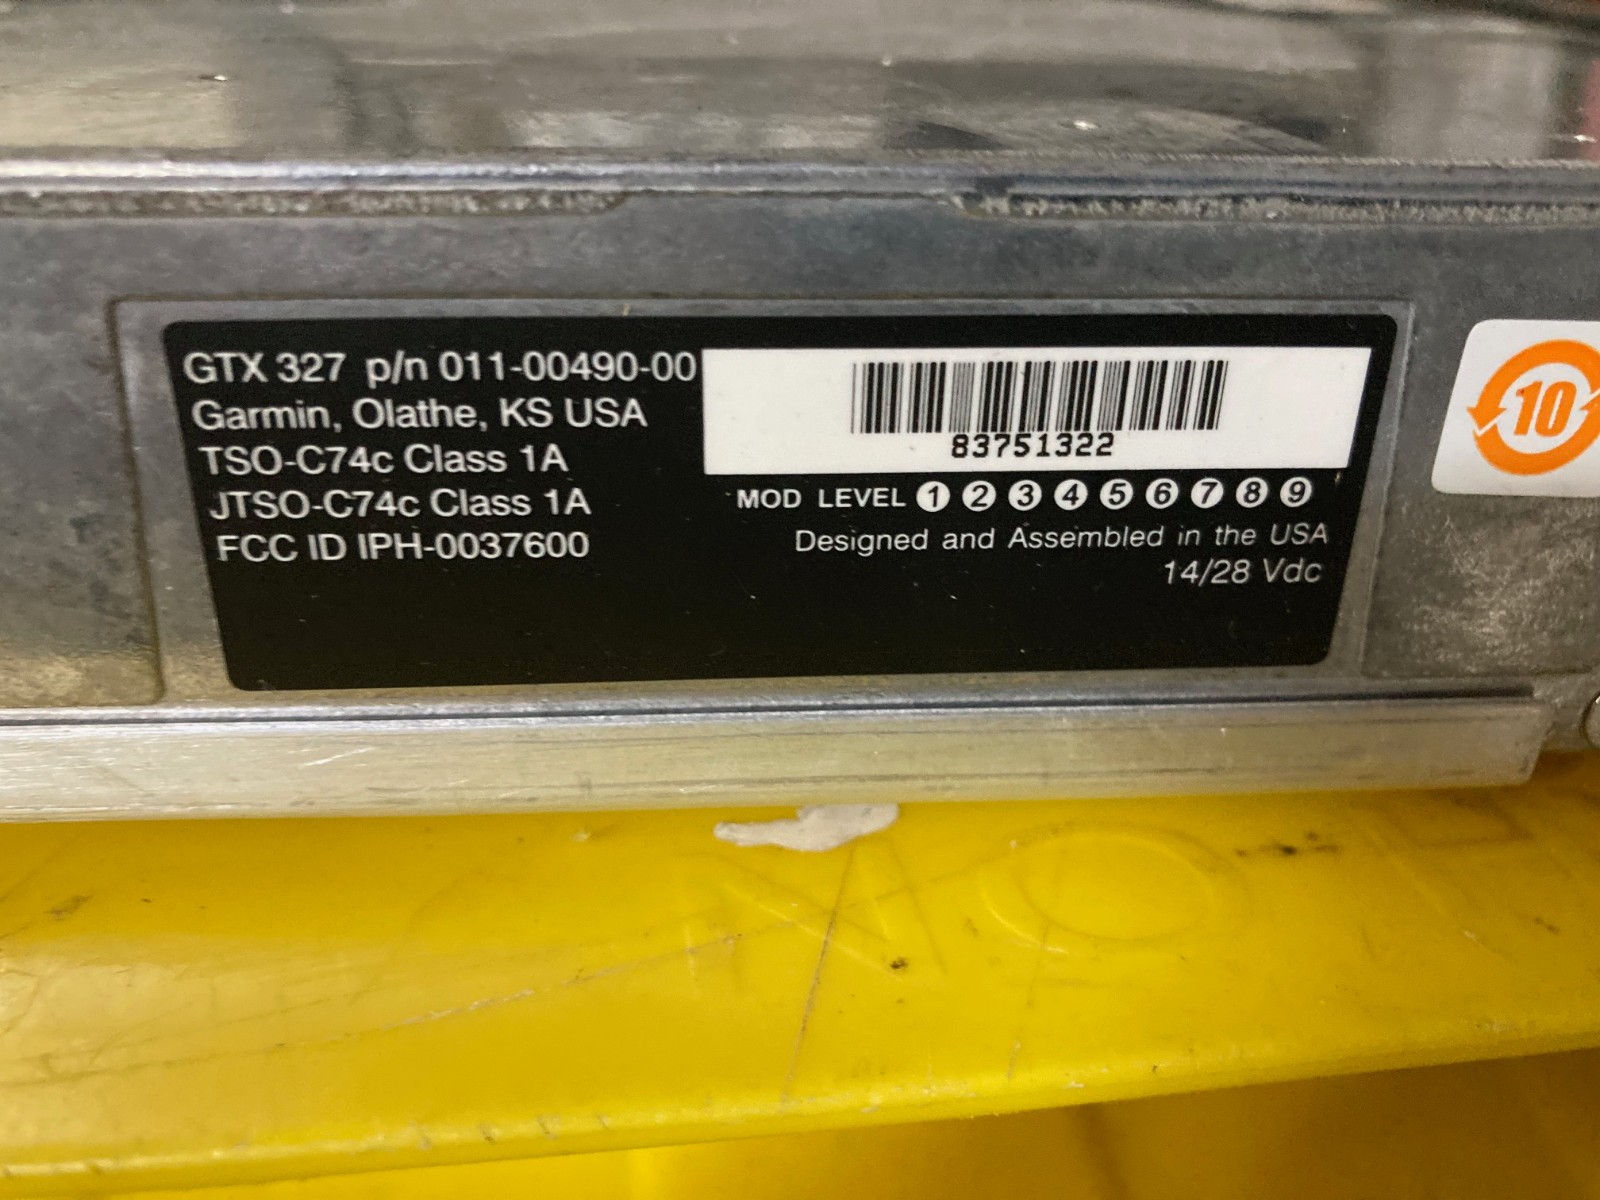 GTX 327 p/n 011-00490-00
Garmin, Olathe, KS USA
TSO-C74c Class 1A
JTSO-C74c Class 1A
FCC ID IPH-0037600
83751322
MOD LEVEL 1 2 3 4 5 6 7 8 9
Designed and Assembled in the USA
14/28 Vdc
10